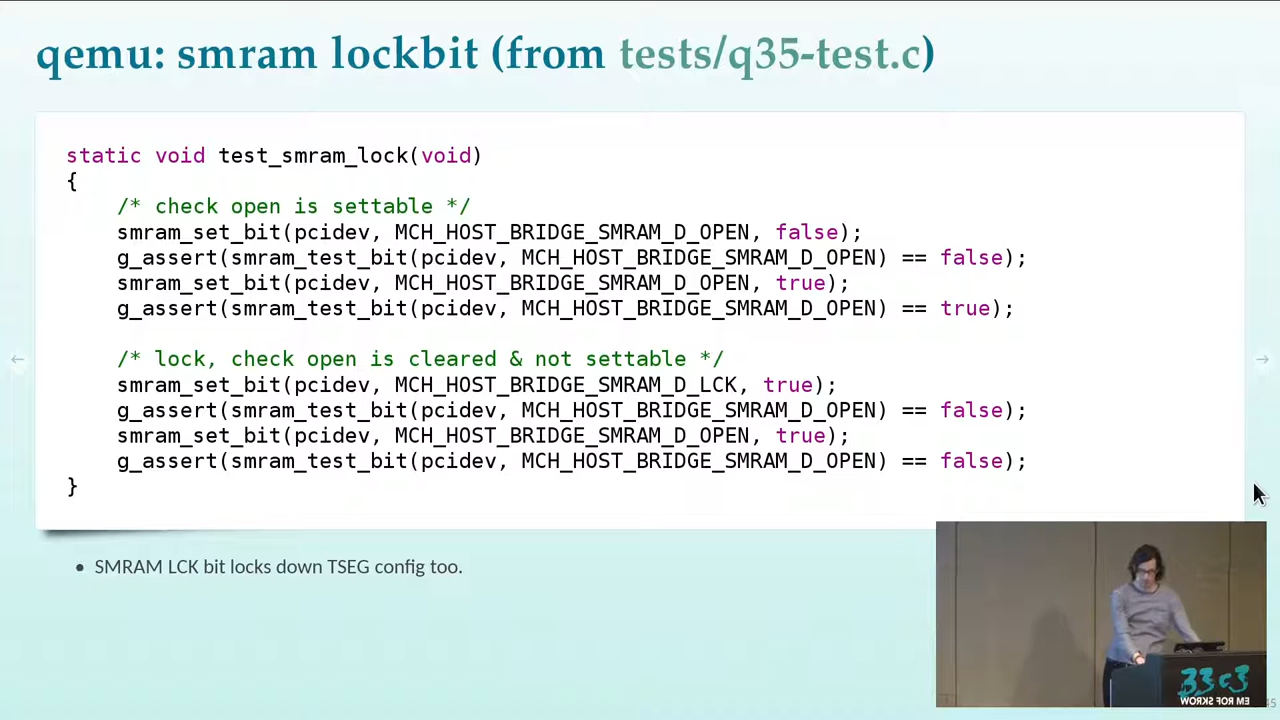 qemu: smram lockbit (from tests/q35-test.c)
static void test_smram_lock(void)
{
    /* check open is settable */
    smram_set_bit(pcidev, MCH_HOST_BRIDGE_SMRAM_D_OPEN, false);
    g_assert(smram_test_bit(pcidev, MCH_HOST_BRIDGE_SMRAM_D_OPEN) == false);
    smram_set_bit(pcidev, MCH_HOST_BRIDGE_SMRAM_D_OPEN, true);
    g_assert(smram_test_bit(pcidev, MCH_HOST_BRIDGE_SMRAM_D_OPEN) == true);
    /* lock, check open is cleared & not settable */
    smram_set_bit(pcidev, MCH_HOST_BRIDGE_SMRAM_D_LCK, true);
    g_assert(smram_test_bit(pcidev, MCH_HOST_BRIDGE_SMRAM_D_OPEN) == false);
    smram_set_bit(pcidev, MCH_HOST_BRIDGE_SMRAM_D_OPEN, true);
    g_assert(smram_test_bit(pcidev, MCH_HOST_BRIDGE_SMRAM_D_OPEN) == false);
}
• SMRAM LCK bit locks down TSEG config too.
33c3
WORKS FOR ME